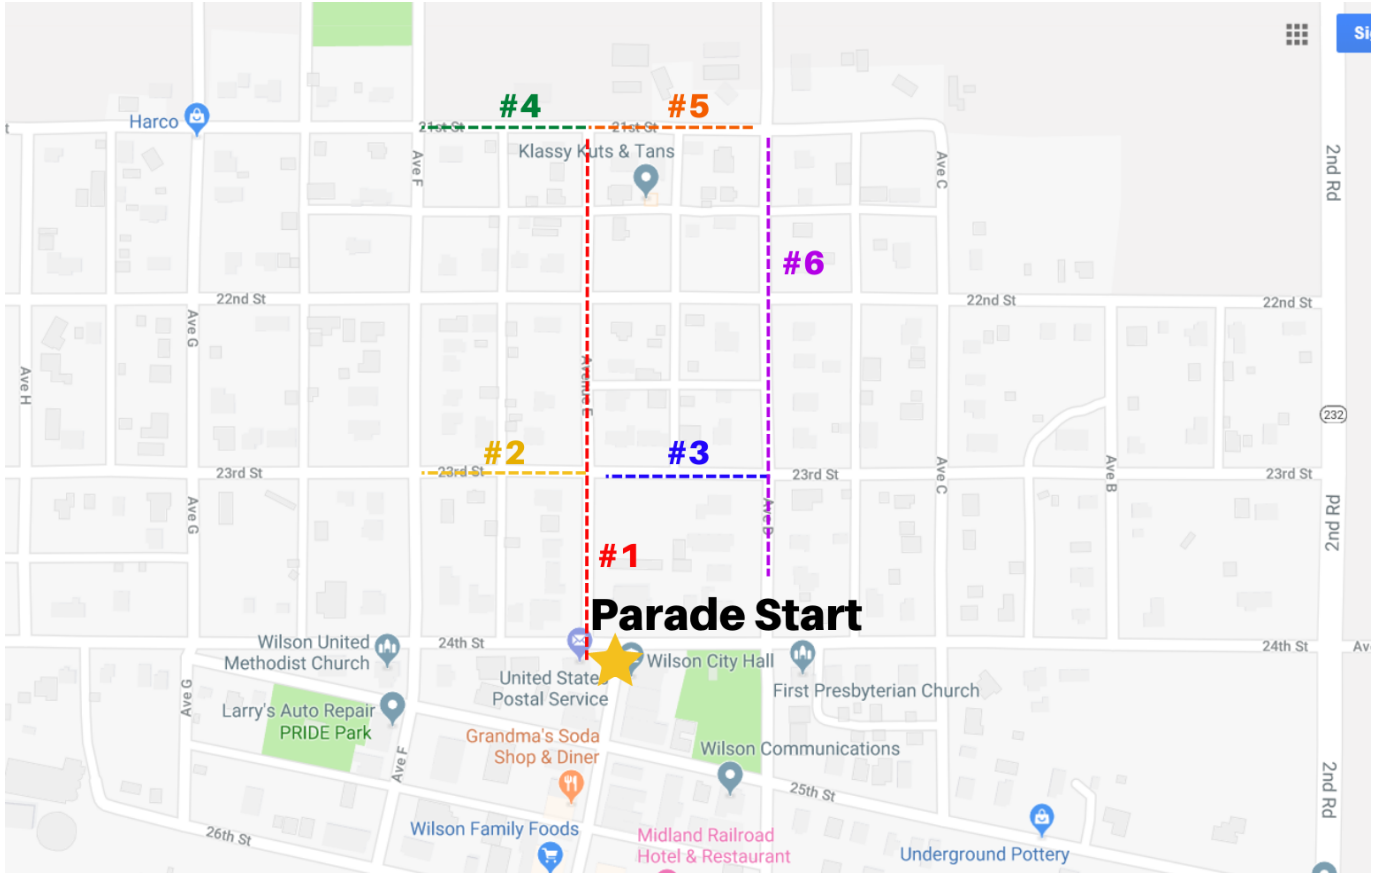 Si
#4
#5
Harco
t
21st St
21st St
Klassy Kuts & Tans
Ave F
Ave C
2nd Rd
#6
22nd St
22nd St
22nd St
Ave G
Ave H
Avenue E
232
#2
#3
23rd St
23rd St
23rd St
23rd St
Ave C
Ave B
Ave G
Ave D
2nd Rd
#1
Parade Start
Wilson United
Methodist Church
24th St
24th St
Av
Wilson City Hall
United States
Postal Service
First Presbyterian Church
Ave G
Larry's Auto Repair
PRIDE Park
Grandma's Soda
Shop & Diner
Wilson Communications
Ave F
25th St
2nd Rd
26th St
Wilson Family Foods
Midland Railroad
Hotel & Restaurant
Underground Pottery